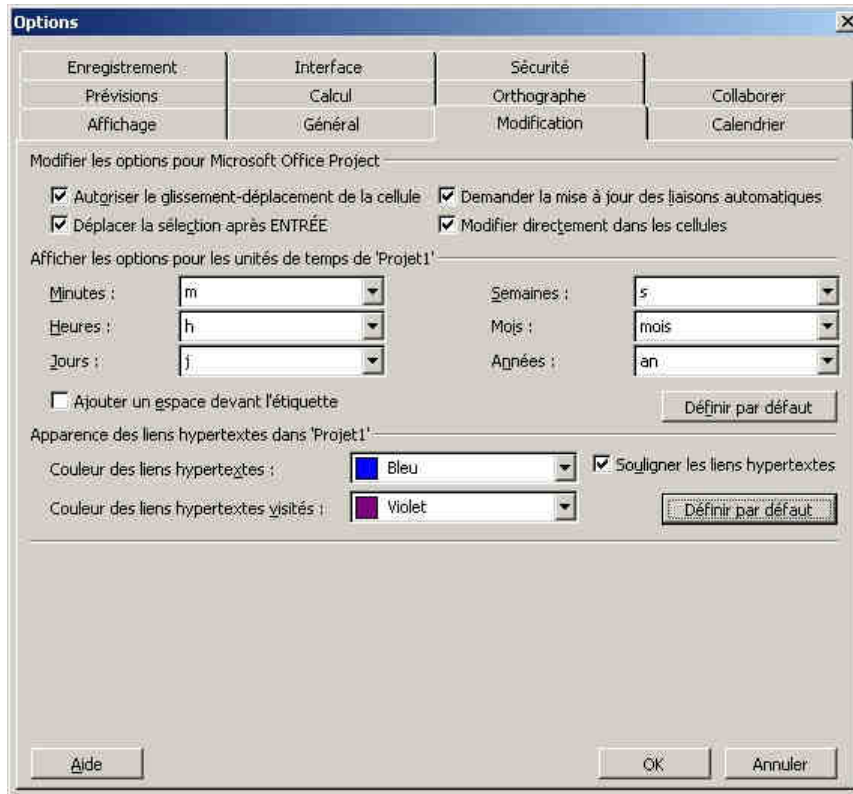 Options
Enregistrement Interface Sécurité
Prévisions Calcul Orthographe Collaborer
Affichage Général Modification Calendrier
Modifier les options pour Microsoft Office Project
Autoriser le glissement-déplacement de la cellule Demander la mise à jour des liaisons automatiques
Déplacer la sélection après ENTRÉE Modifier directement dans les cellules
Afficher les options pour les unités de temps de 'Projet1'
Minutes : m Semaines : s
Heures : h Mois : mois
Jours : j Années : an
Ajouter un espace devant l'étiquette Définir par défaut
Apparence des liens hypertextes dans 'Projet1'
Couleur des liens hypertextes : Bleu Souligner les liens hypertextes
Couleur des liens hypertextes visités : Violet Définir par défaut
Aide OK Annuler